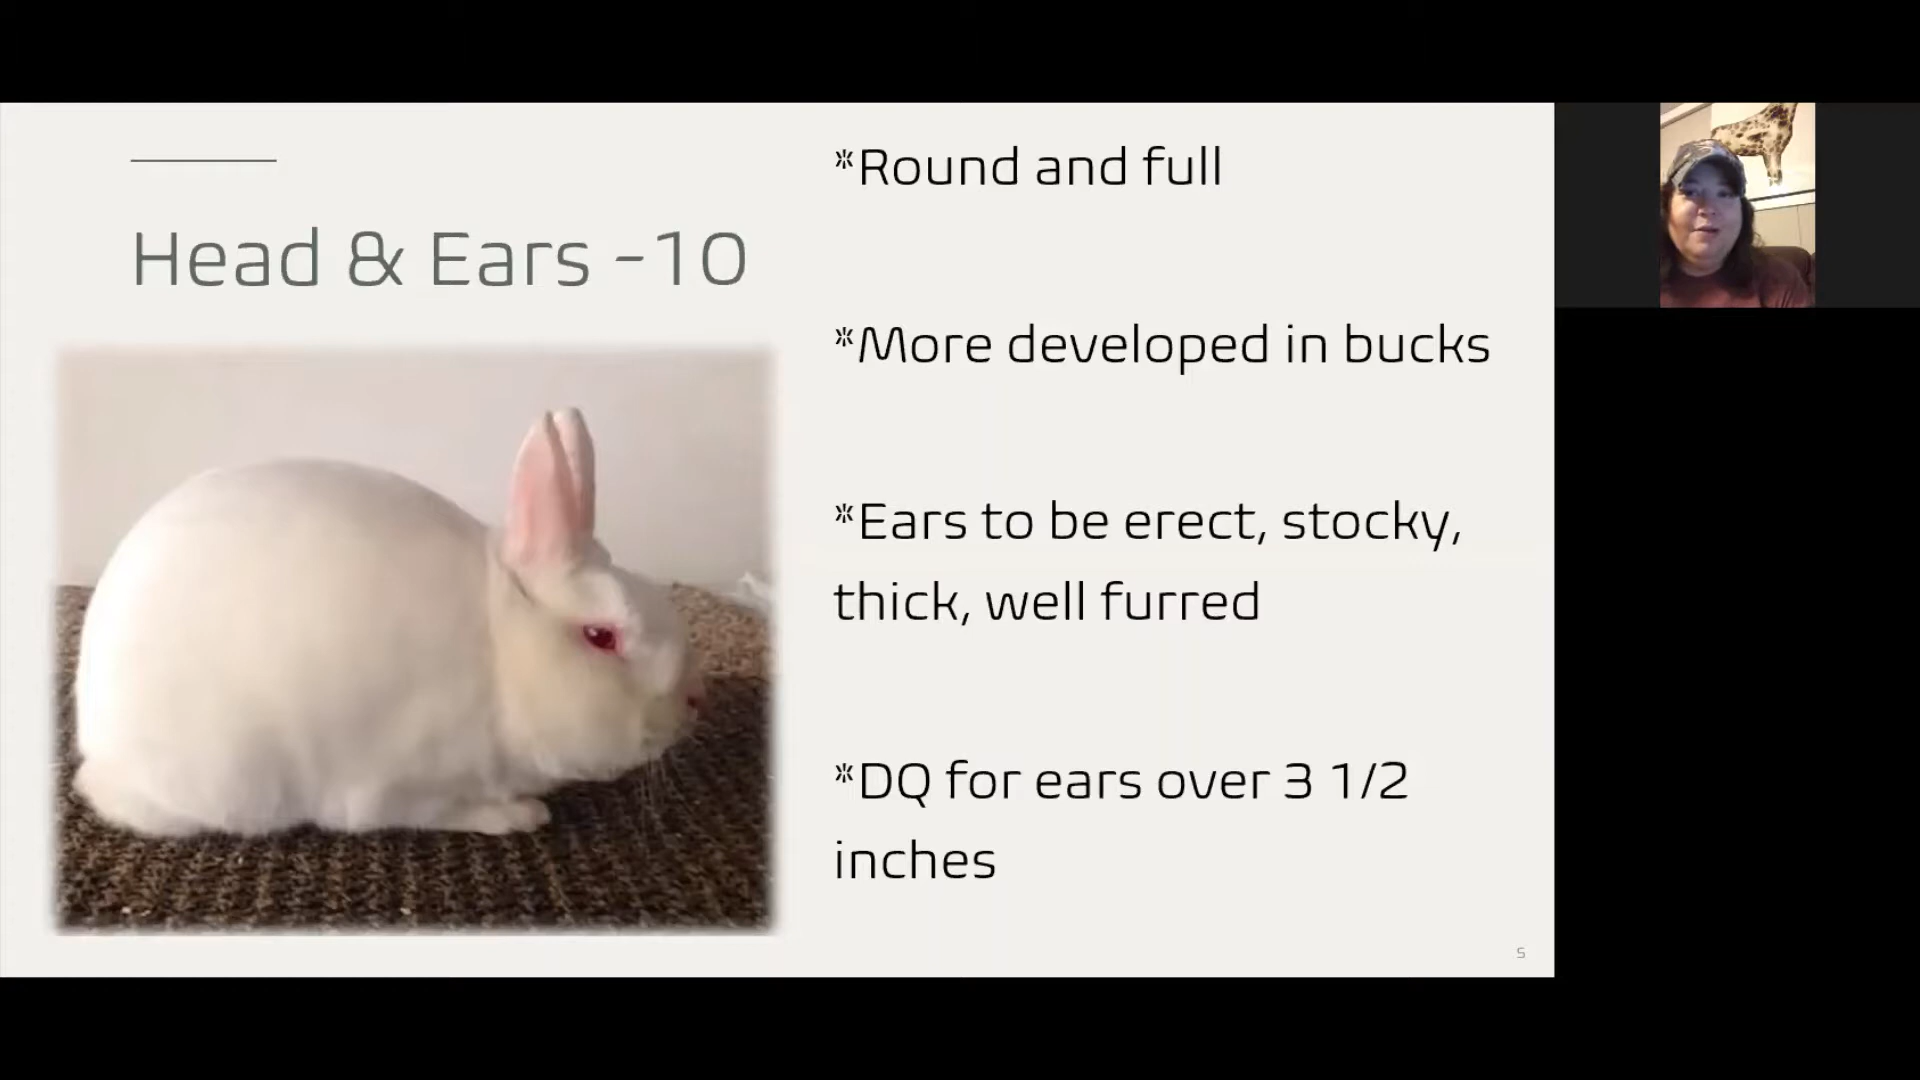 Head & Ears -10
*Round and full
*More developed in bucks
*Ears to be erect, stocky,
thick, well furred
*DQ for ears over 3 1/2
inches
5